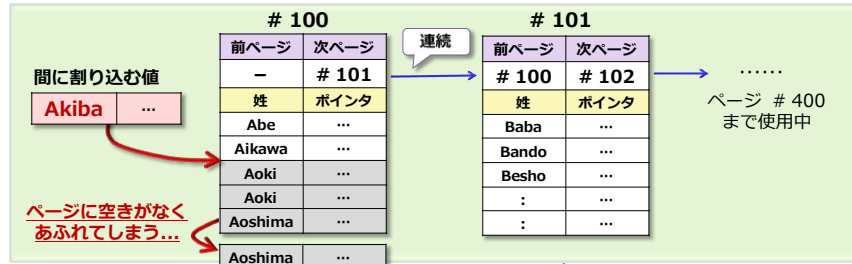 # 100
# 101
前ページ 次ページ
－ # 101
連続
前ページ 次ページ
# 100 # 102
……
ページ # 400
まで使用中
間に割り込む値
Akiba …
姓 ポインタ
Abe …
Aikawa …
Aoki …
Aoki …
Aoshima …
姓 ポインタ
Baba …
Bando …
Besho …
: …
: …
ページに空きがなく
あふれてしまう...
Aoshima …